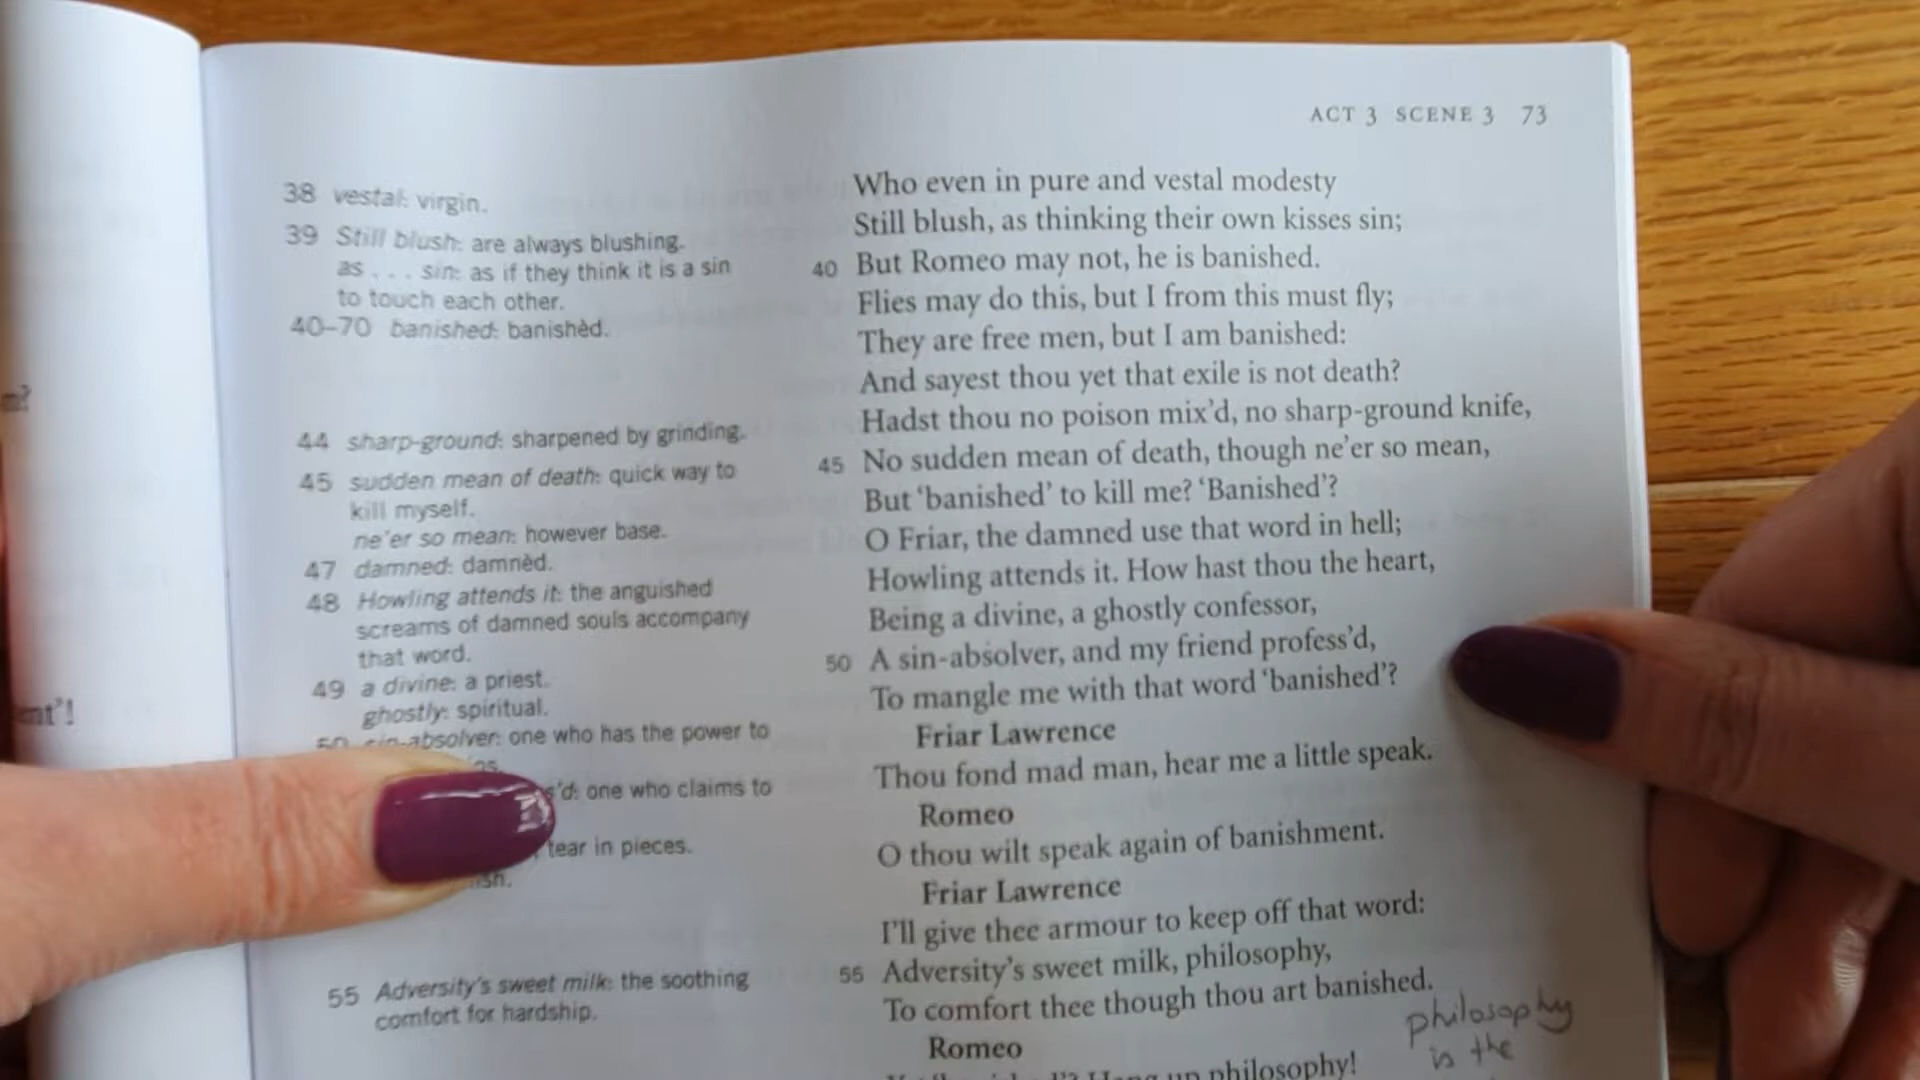 ACT 3 SCENE 3 73
38 vestal: virgin.
39 Still blush: are always blushing.
as . . . sin: as if they think it is a sin
to touch each other.
40–70 banished: banishèd.
44 sharp-ground: sharpened by grinding.
45 sudden mean of death: quick way to
kill myself.
ne'er so mean: however base.
47 damned: damnèd.
48 Howling attends it: the anguished
screams of damned souls accompany
that word.
49 a divine: a priest.
ghostly: spiritual.
50 sin-absolver: one who has the power to
one who claims to
tear in pieces.
55 Adversity's sweet milk: the soothing
comfort for hardship.
Who even in pure and vestal modesty
Still blush, as thinking their own kisses sin;
40 But Romeo may not, he is banished.
Flies may do this, but I from this must fly;
They are free men, but I am banished:
And sayest thou yet that exile is not death?
Hadst thou no poison mix'd, no sharp-ground knife,
45 No sudden mean of death, though ne'er so mean,
But ‘banished’ to kill me? ‘Banished’?
O Friar, the damned use that word in hell;
Howling attends it. How hast thou the heart,
Being a divine, a ghostly confessor,
50 A sin-absolver, and my friend profess'd,
To mangle me with that word ‘banished’?
Friar Lawrence
Thou fond mad man, hear me a little speak.
Romeo
O thou wilt speak again of banishment.
Friar Lawrence
I'll give thee armour to keep off that word:
55 Adversity's sweet milk, philosophy,
To comfort thee though thou art banished.
Romeo
up philosophy!
philosophy
is the